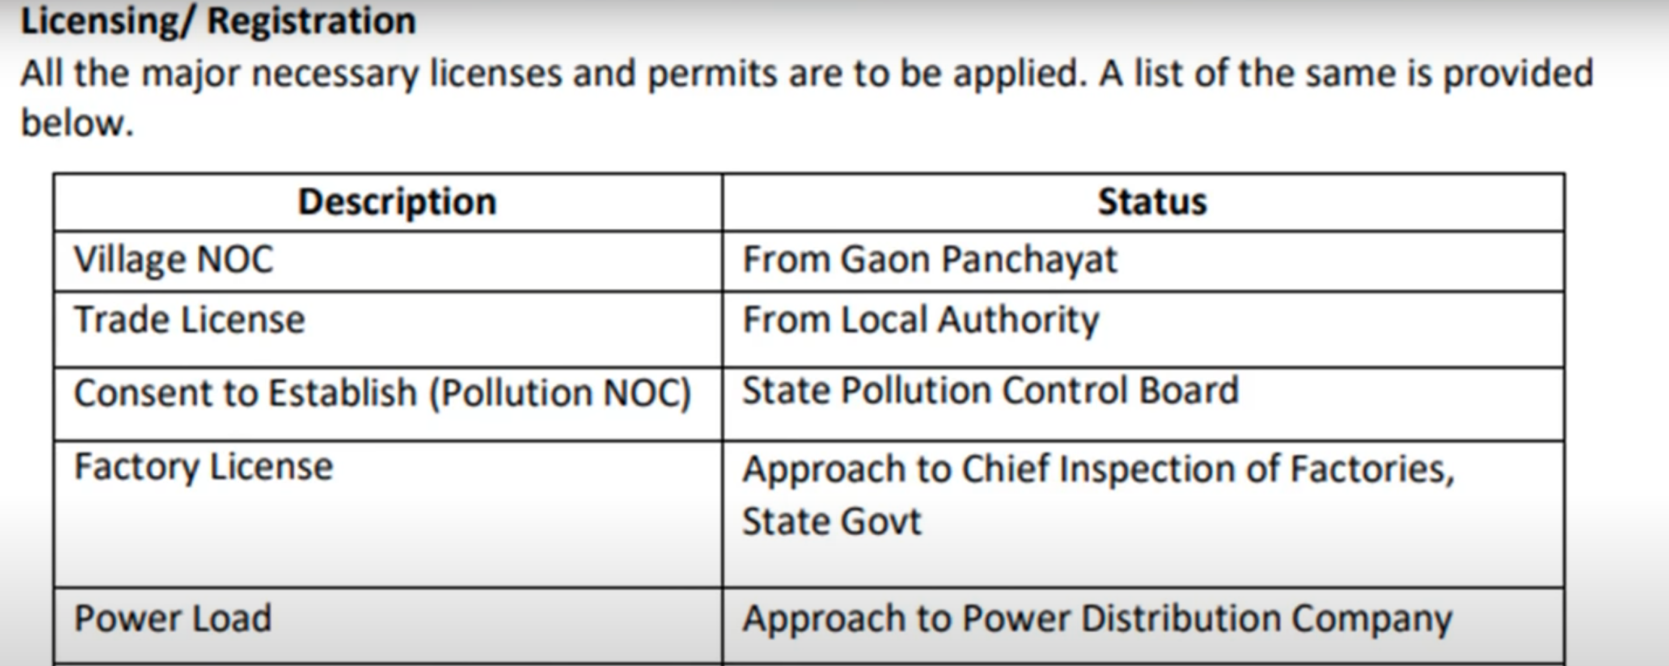 Licensing/ Registration
All the major necessary licenses and permits are to be applied. A list of the same is provided
below.
Description Status
Village NOC From Gaon Panchayat
Trade License From Local Authority
Consent to Establish (Pollution NOC) State Pollution Control Board
Factory License Approach to Chief Inspection of Factories,
State Govt
Power Load Approach to Power Distribution Company